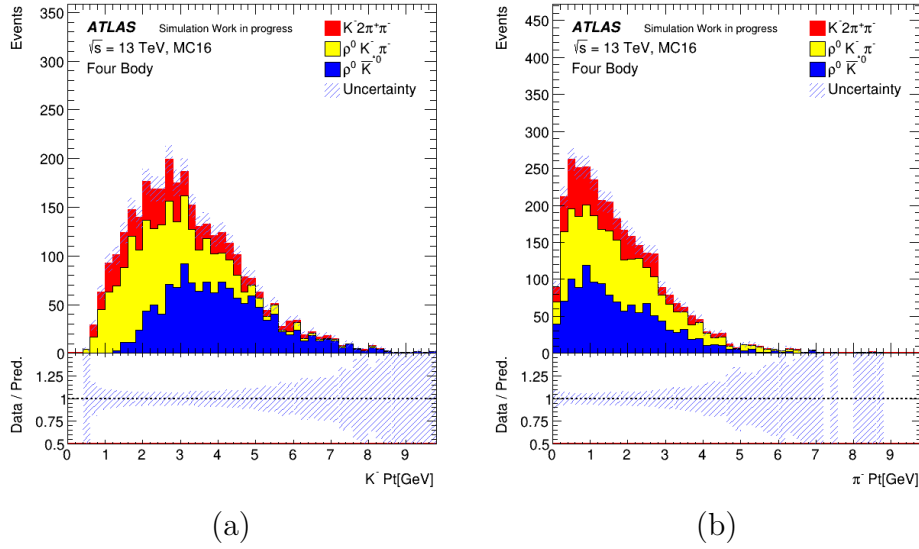 Events
350
300
250
200
150
100
50
0
ATLAS Simulation Work in progress
√s = 13 TeV, MC16
Four Body
K⁻2π⁺π⁻
ρ⁰ K⁻ π⁻
ρ⁰ K̅*⁰
Uncertainty
Data / Pred.
1.25
1
0.75
0.5
0 1 2 3 4 5 6 7 8 9
K⁻ Pt[GeV]
(a)
Events
450
400
350
300
250
200
150
100
50
0
ATLAS Simulation Work in progress
√s = 13 TeV, MC16
Four Body
K⁻2π⁺π⁻
ρ⁰ K⁻ π⁻
ρ⁰ K̅*⁰
Uncertainty
Data / Pred.
1.25
1
0.75
0.5
0 1 2 3 4 5 6 7 8 9
π⁻ Pt[GeV]
(b)